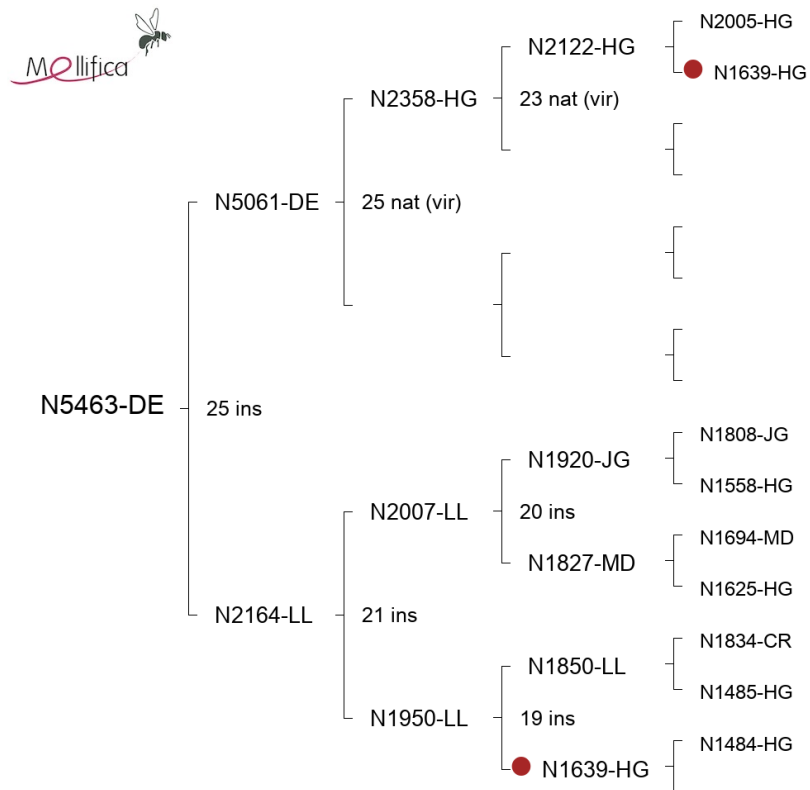 Mellifica
N2005-HG
N2122-HG
N1639-HG
N2358-HG
23 nat (vir)
N5061-DE
25 nat (vir)
N5463-DE
25 ins
N1808-JG
N1920-JG
N1558-HG
N2007-LL
20 ins
N1694-MD
N1827-MD
N1625-HG
N2164-LL
21 ins
N1834-CR
N1850-LL
N1485-HG
N1950-LL
19 ins
N1484-HG
N1639-HG